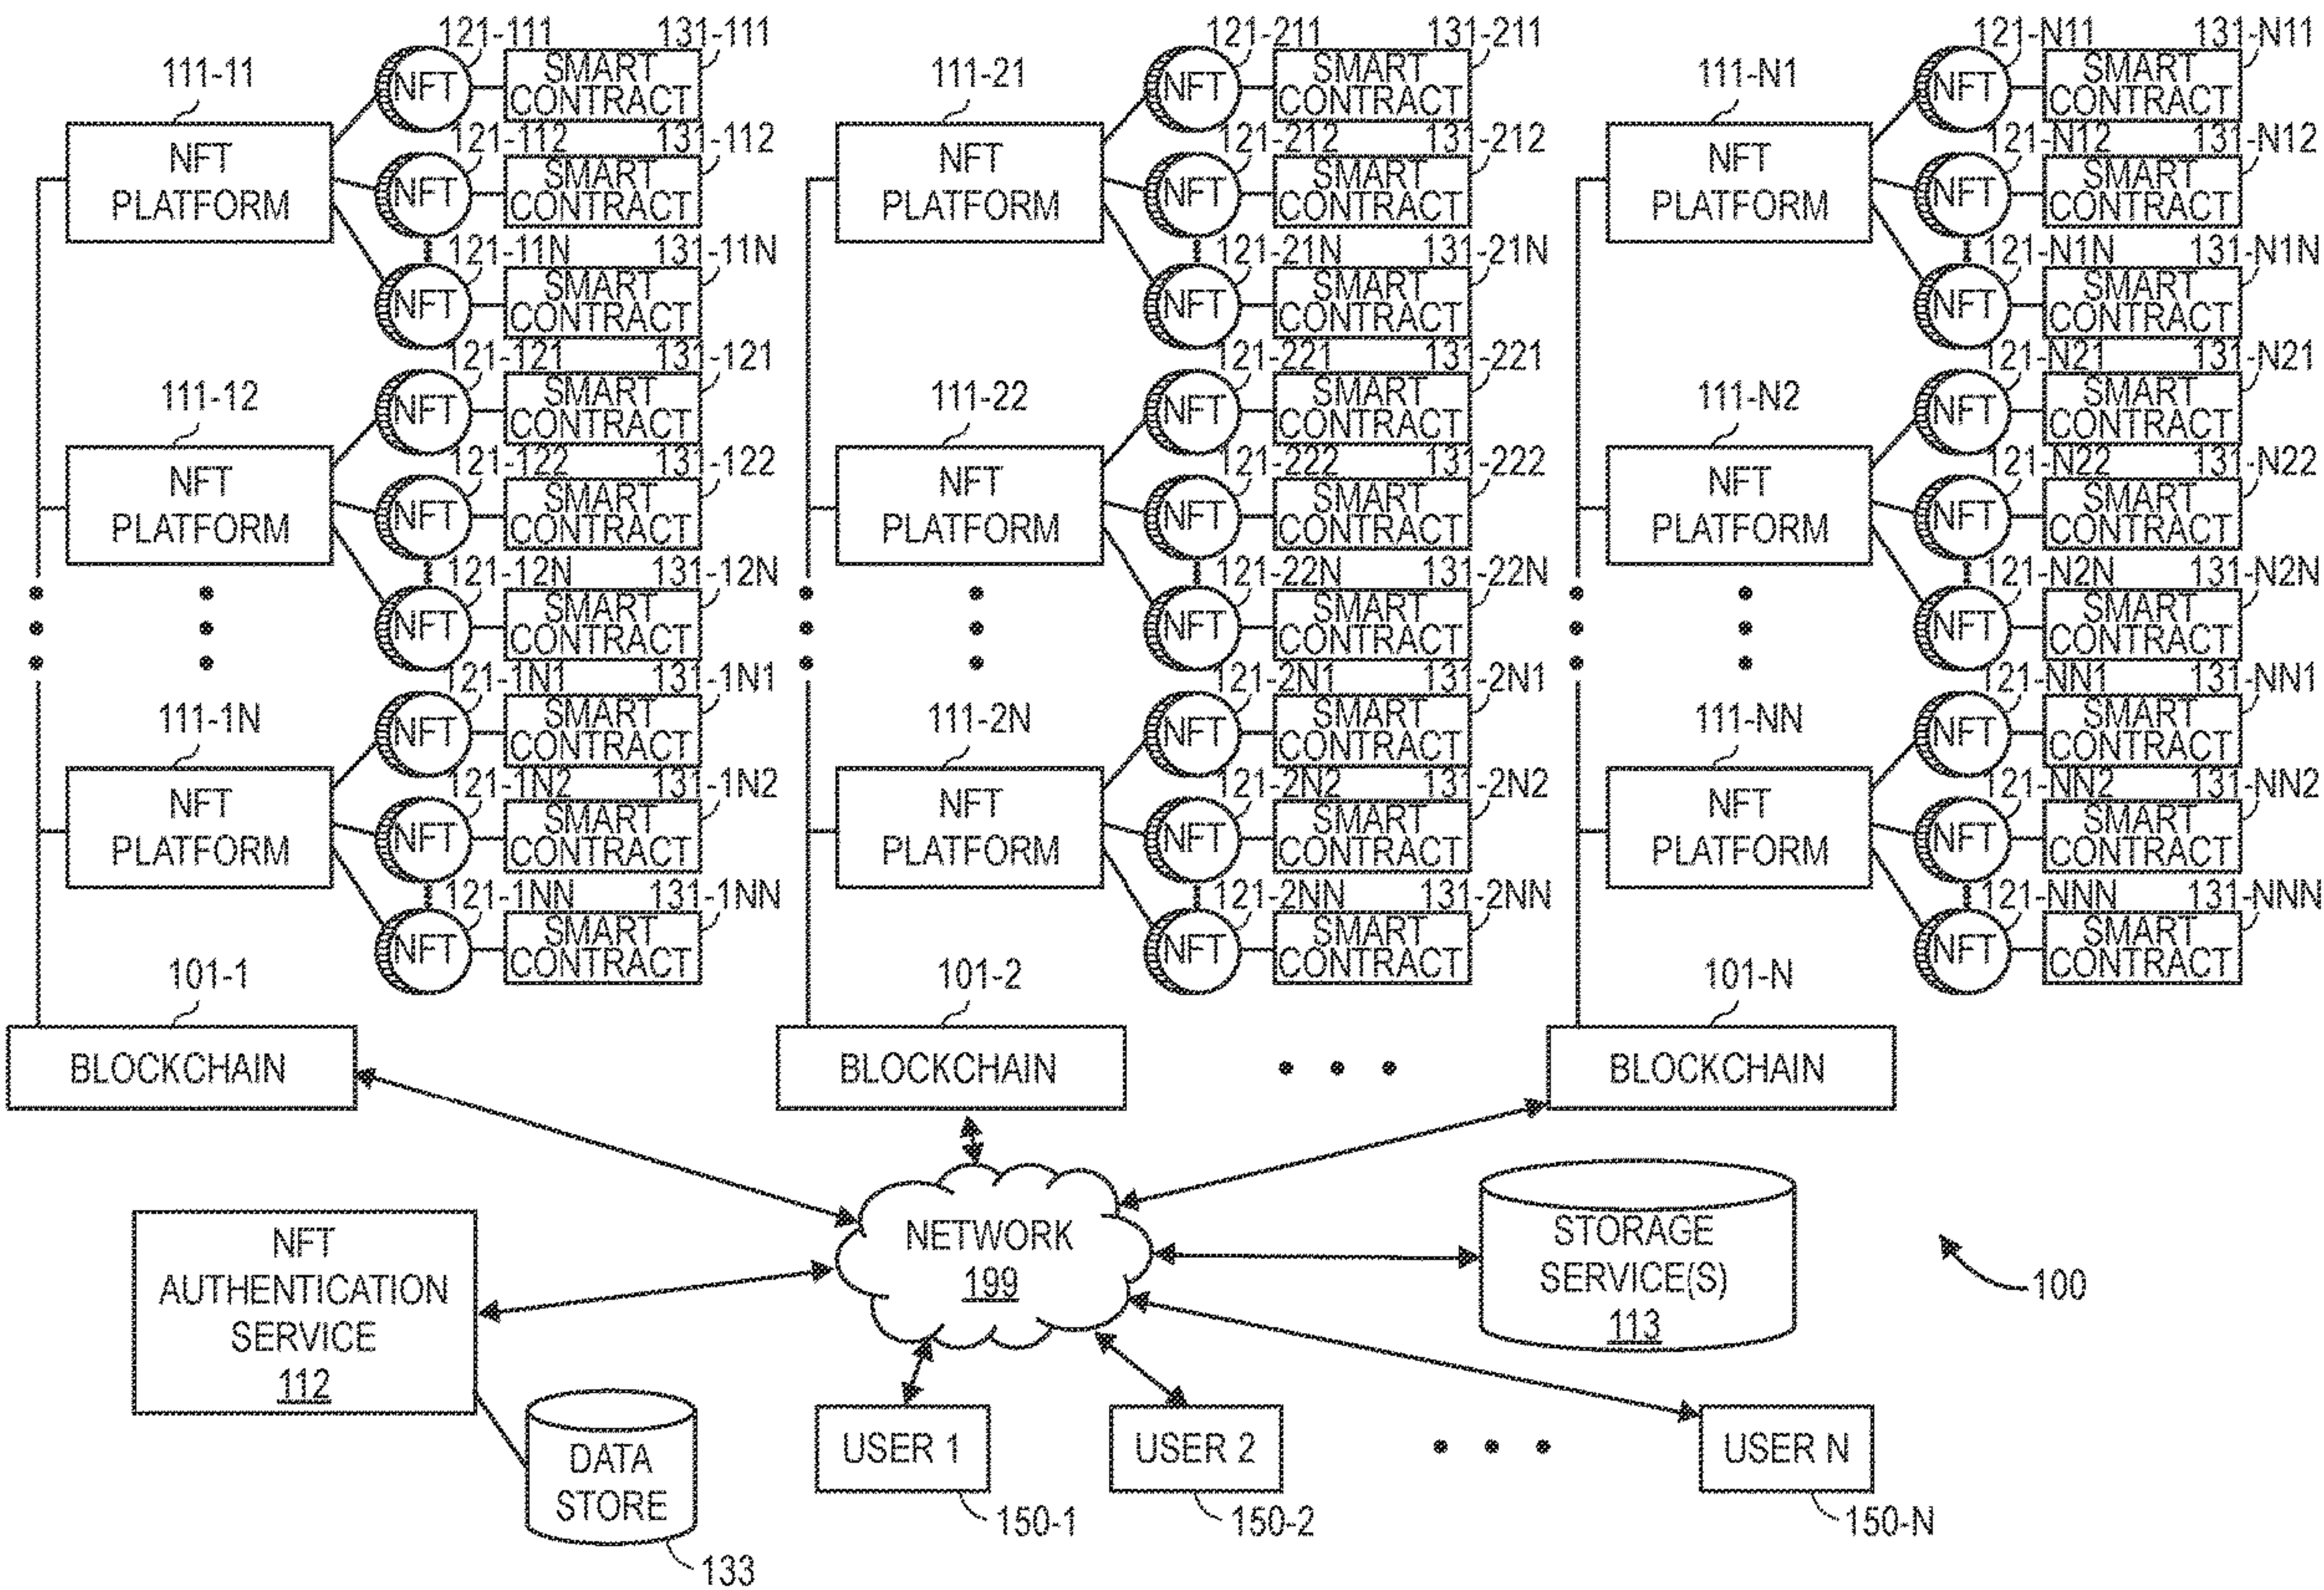 121-111 131-111 121-211 131-211 121-N11 131-N11
111-11 NFT SMART CONTRACT 111-21 NFT SMART CONTRACT 111-N1 NFT SMART CONTRACT
121-112 131-112 121-212 131-212 121-N12 131-N12
NFT PLATFORM NFT SMART CONTRACT NFT PLATFORM NFT SMART CONTRACT NFT PLATFORM NFT SMART CONTRACT
121-11N 131-11N 121-21N 131-21N 121-N1N 131-N1N
NFT SMART CONTRACT NFT SMART CONTRACT NFT SMART CONTRACT
121-121 131-121 121-221 131-221 121-N21 131-N21
111-12 NFT SMART CONTRACT 111-22 NFT SMART CONTRACT 111-N2 NFT SMART CONTRACT
121-122 131-122 121-222 131-222 121-N22 131-N22
NFT PLATFORM NFT SMART CONTRACT NFT PLATFORM NFT SMART CONTRACT NFT PLATFORM NFT SMART CONTRACT
121-12N 131-12N 121-22N 131-22N 121-N2N 131-N2N
NFT SMART CONTRACT NFT SMART CONTRACT NFT SMART CONTRACT
121-1N1 131-1N1 121-2N1 131-2N1 121-NN1 131-NN1
111-1N NFT SMART CONTRACT 111-2N NFT SMART CONTRACT 111-NN NFT SMART CONTRACT
121-1N2 131-1N2 121-2N2 131-2N2 121-NN2 131-NN2
NFT PLATFORM NFT SMART CONTRACT NFT PLATFORM NFT SMART CONTRACT NFT PLATFORM NFT SMART CONTRACT
121-1NN 131-1NN 121-2NN 131-2NN 121-NNN 131-NNN
NFT SMART CONTRACT NFT SMART CONTRACT NFT SMART CONTRACT
101-1 101-2 101-N
BLOCKCHAIN BLOCKCHAIN BLOCKCHAIN
NFT
AUTHENTICATION
SERVICE
112
NETWORK
199
STORAGE
SERVICE(S)
113
100
DATA
STORE
133
USER 1
150-1
USER 2
150-2
USER N
150-N